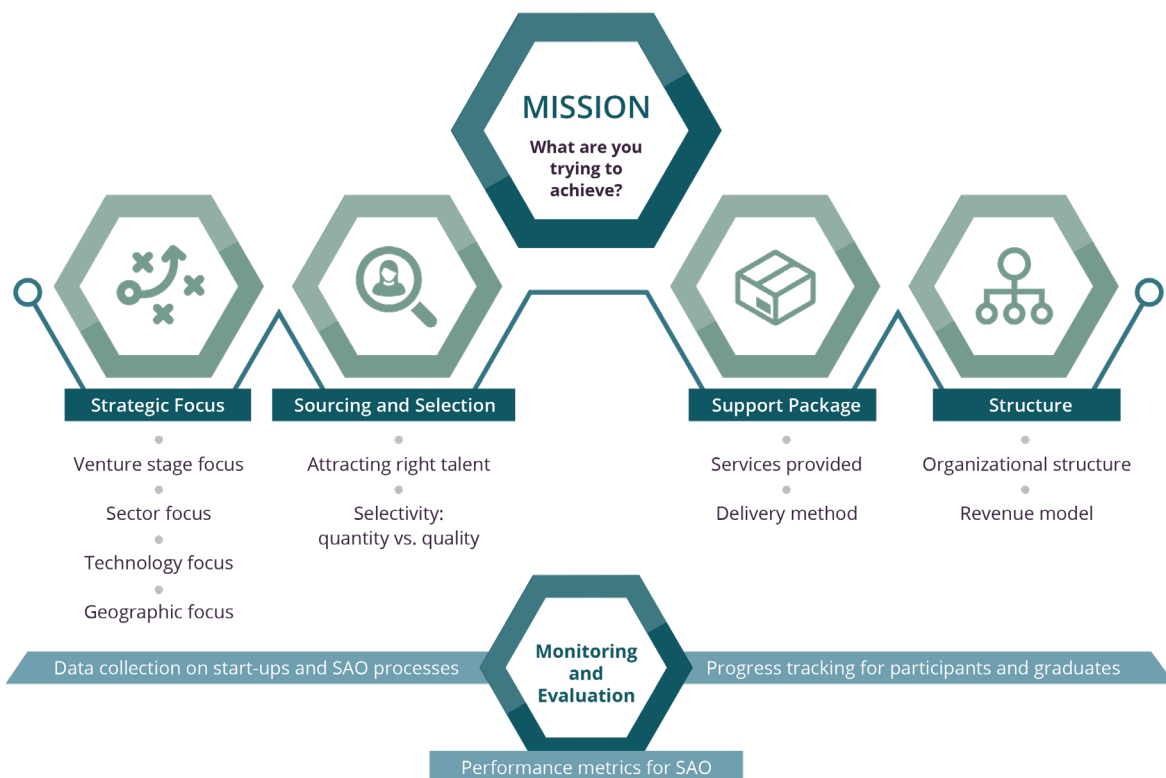 MISSION
What are you
trying to
achieve?
Strategic Focus
Venture stage focus
Sector focus
Technology focus
Geographic focus
Sourcing and Selection
Attracting right talent
Selectivity:
quantity vs. quality
Support Package
Services provided
Delivery method
Structure
Organizational structure
Revenue model
Data collection on start-ups and SAO processes
Monitoring
and
Evaluation
Progress tracking for participants and graduates
Performance metrics for SAO